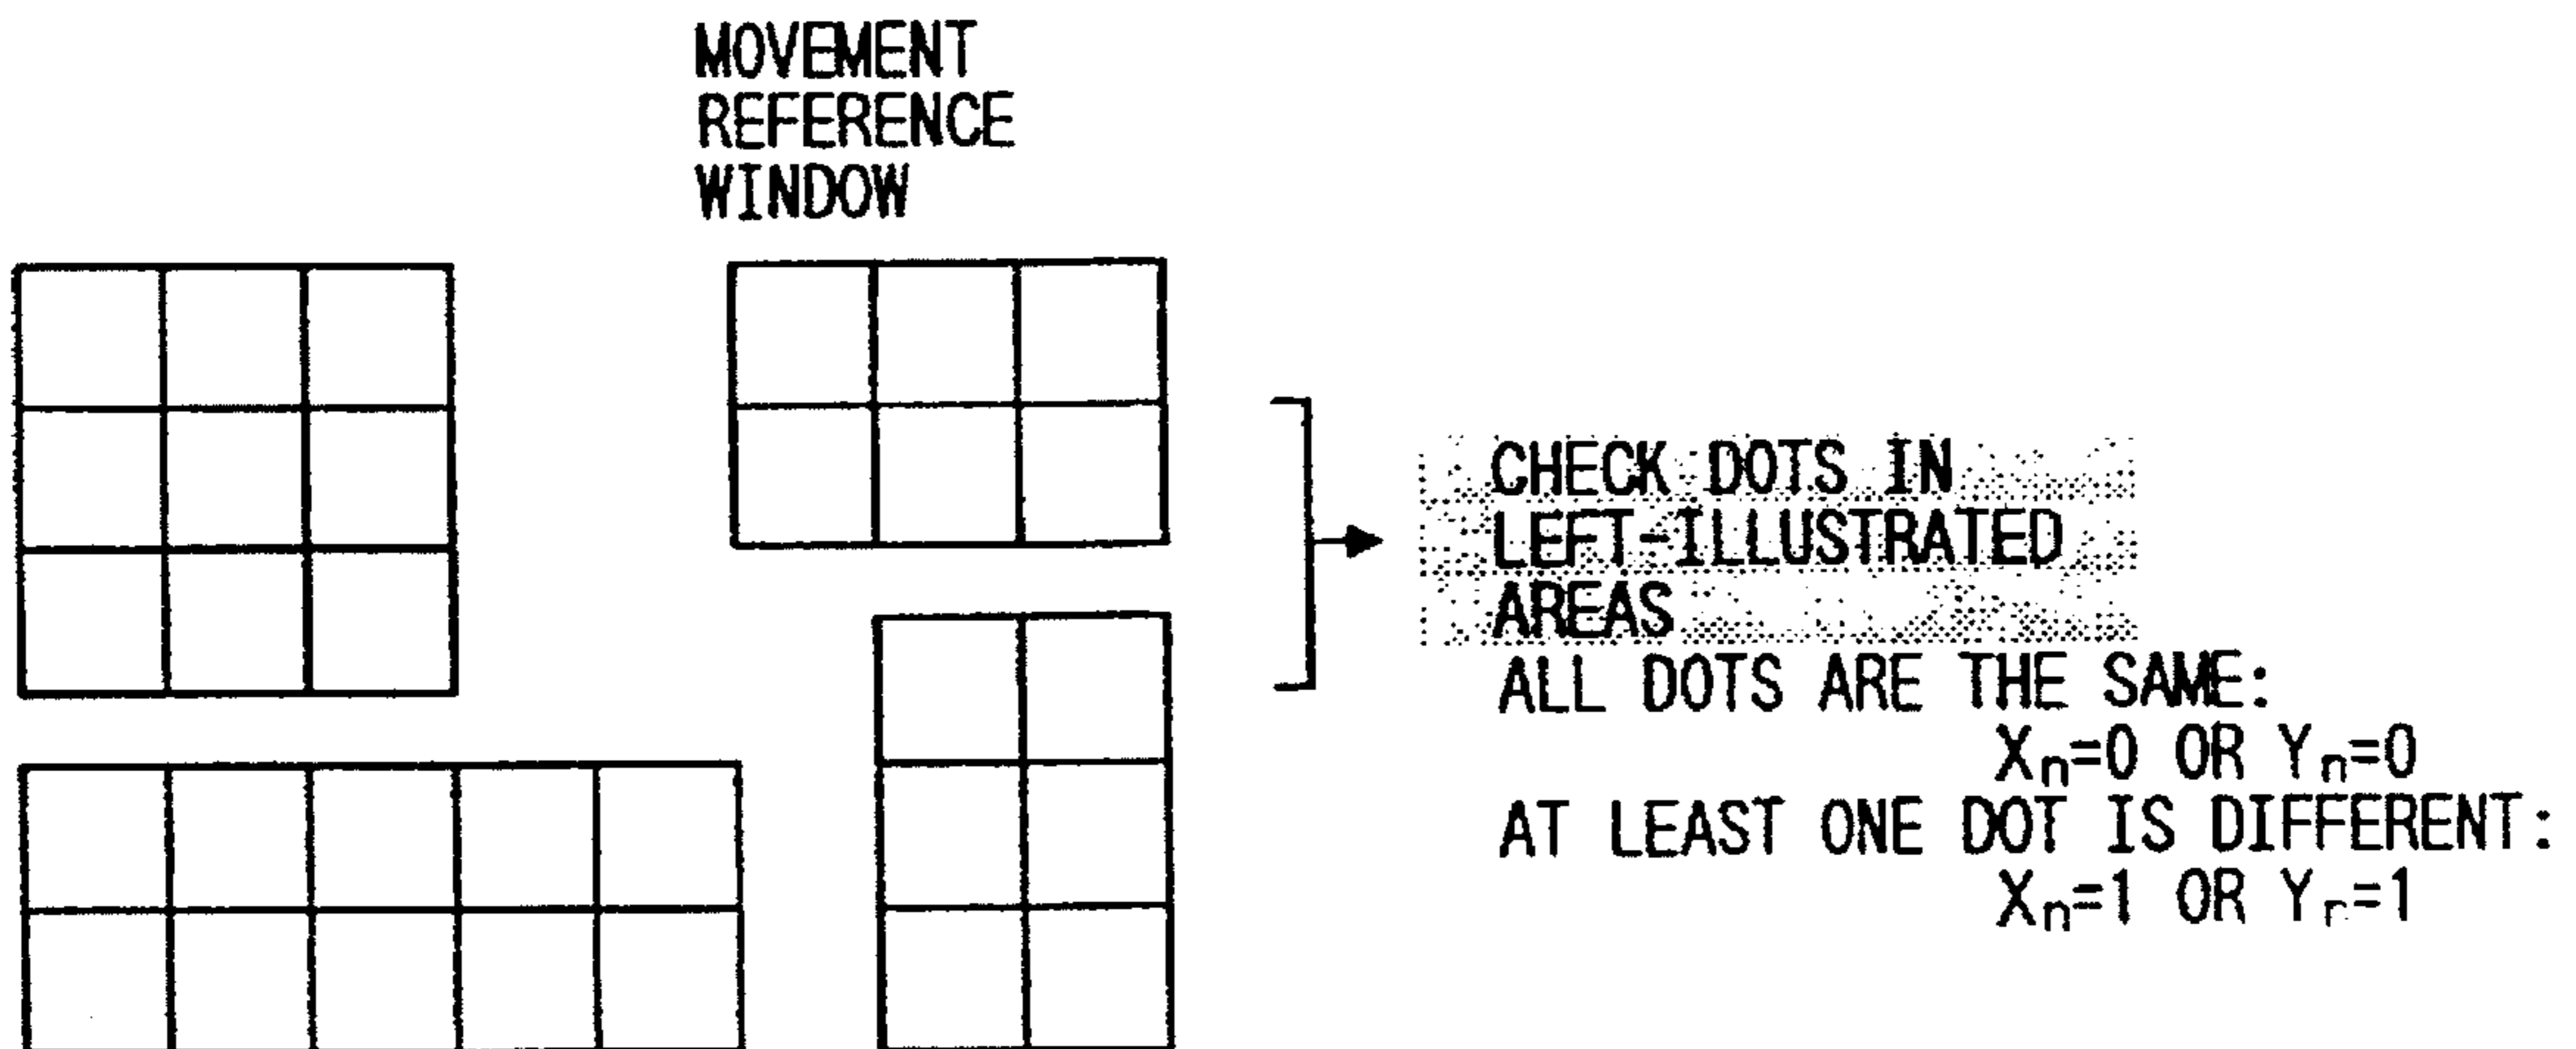 MOVEMENT
REFERENCE
WINDOW
CHECK DOTS IN
LEFT-ILLUSTRATED
AREAS
ALL DOTS ARE THE SAME:
Xn=0 OR Yn=0
AT LEAST ONE DOT IS DIFFERENT:
Xn=1 OR Yn=1